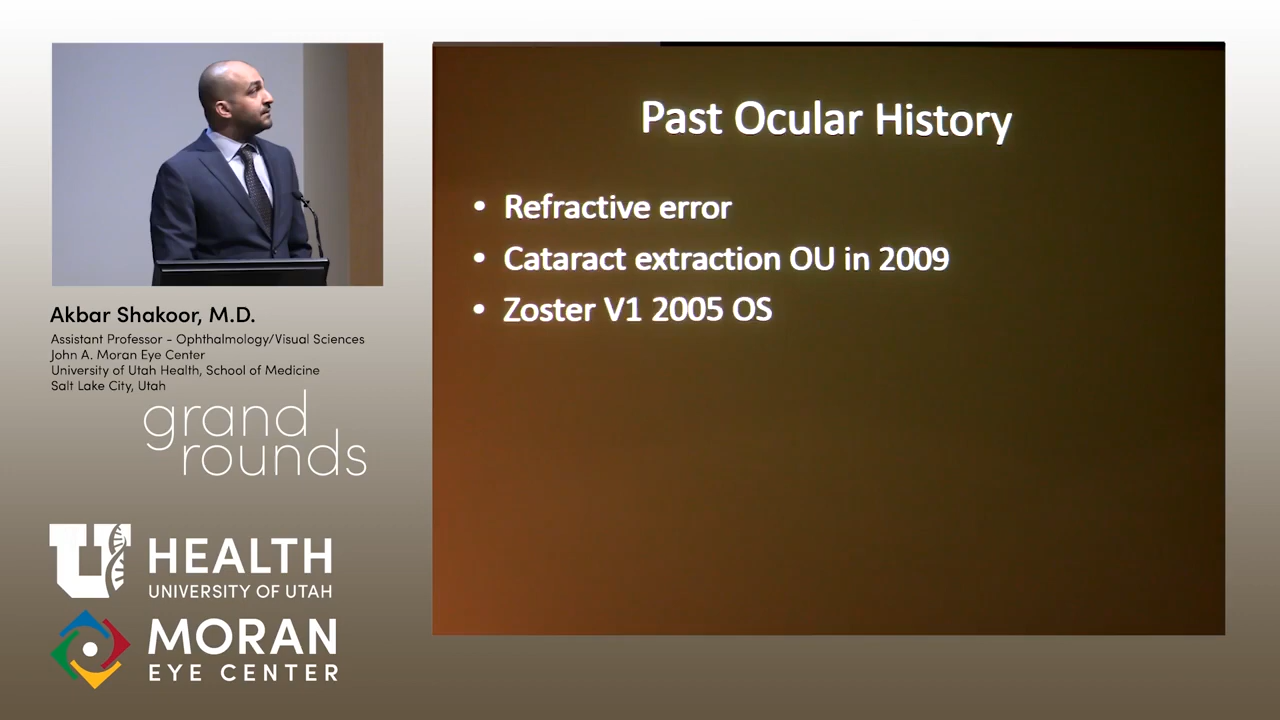 Past Ocular History
• Refractive error
• Cataract extraction OU in 2009
• Zoster V1 2005 OS
Akbar Shakoor, M.D.
Assistant Professor - Ophthalmology/Visual Sciences
John A. Moran Eye Center
University of Utah Health, School of Medicine
Salt Lake City, Utah
grand
rounds
U
HEALTH
UNIVERSITY OF UTAH
MORAN
EYE CENTER